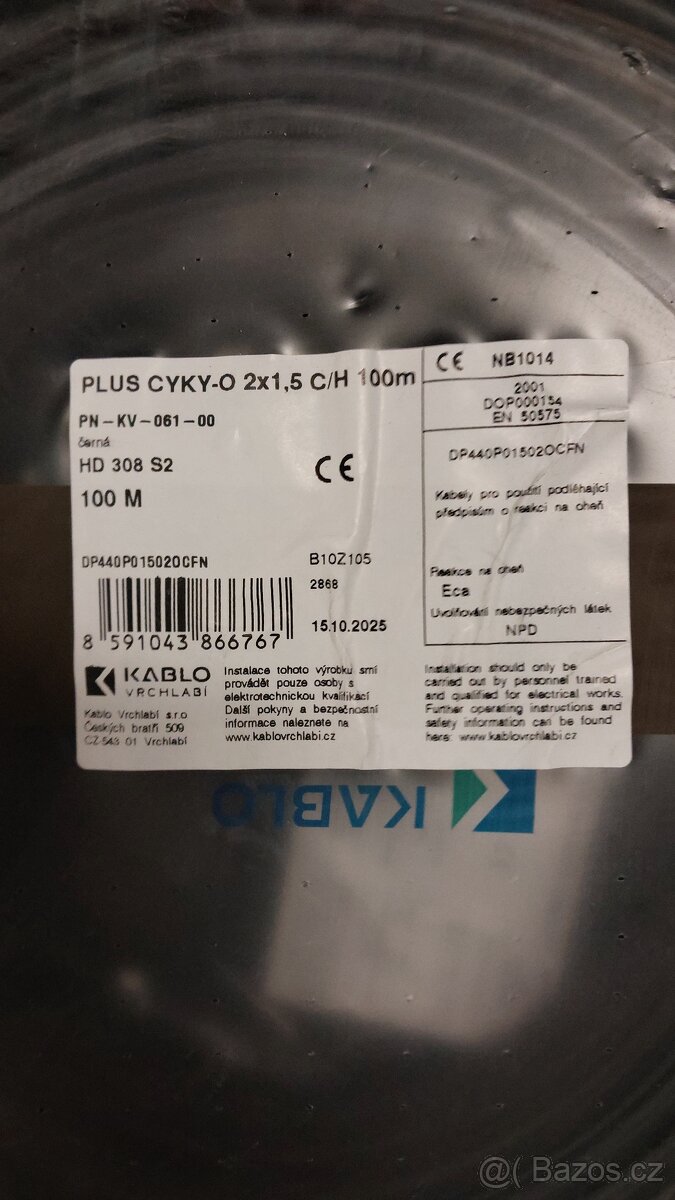 PLUS CYKY-O 2x1,5 C/H 100m
PN-KV-061-00
černá
HD 308 S2
CE
100 M
DP440P01502OCFN
B10Z105
2868
15.10.2025
8 591043 866767
KABLO
VRCHLABÍ
Kablo Vrchlabí s.r.o
Českých bratří 509
CZ-543 01 Vrchlabí
Instalace tohoto výrobku smí
provádět pouze osoby s
elektrotechnickou kvalifikací
Další pokyny a bezpečnostní
informace naleznete na
www.kablovrchlabi.cz
CE NB1014
2001
DOP000154
EN 50575
DP440P01502OCFN
Kabely pro použití podléhající
předpisům o reakci na oheň
Reakce na oheň
Eca
Uvolňování nebezpečných látek
NPD
Installation should only be
carried out by personnel trained
and qualified for electrical works.
Further operating instructions and
safety information can be found
here: www.kablovrchlabi.cz
KABLO
@( Bazos.cz